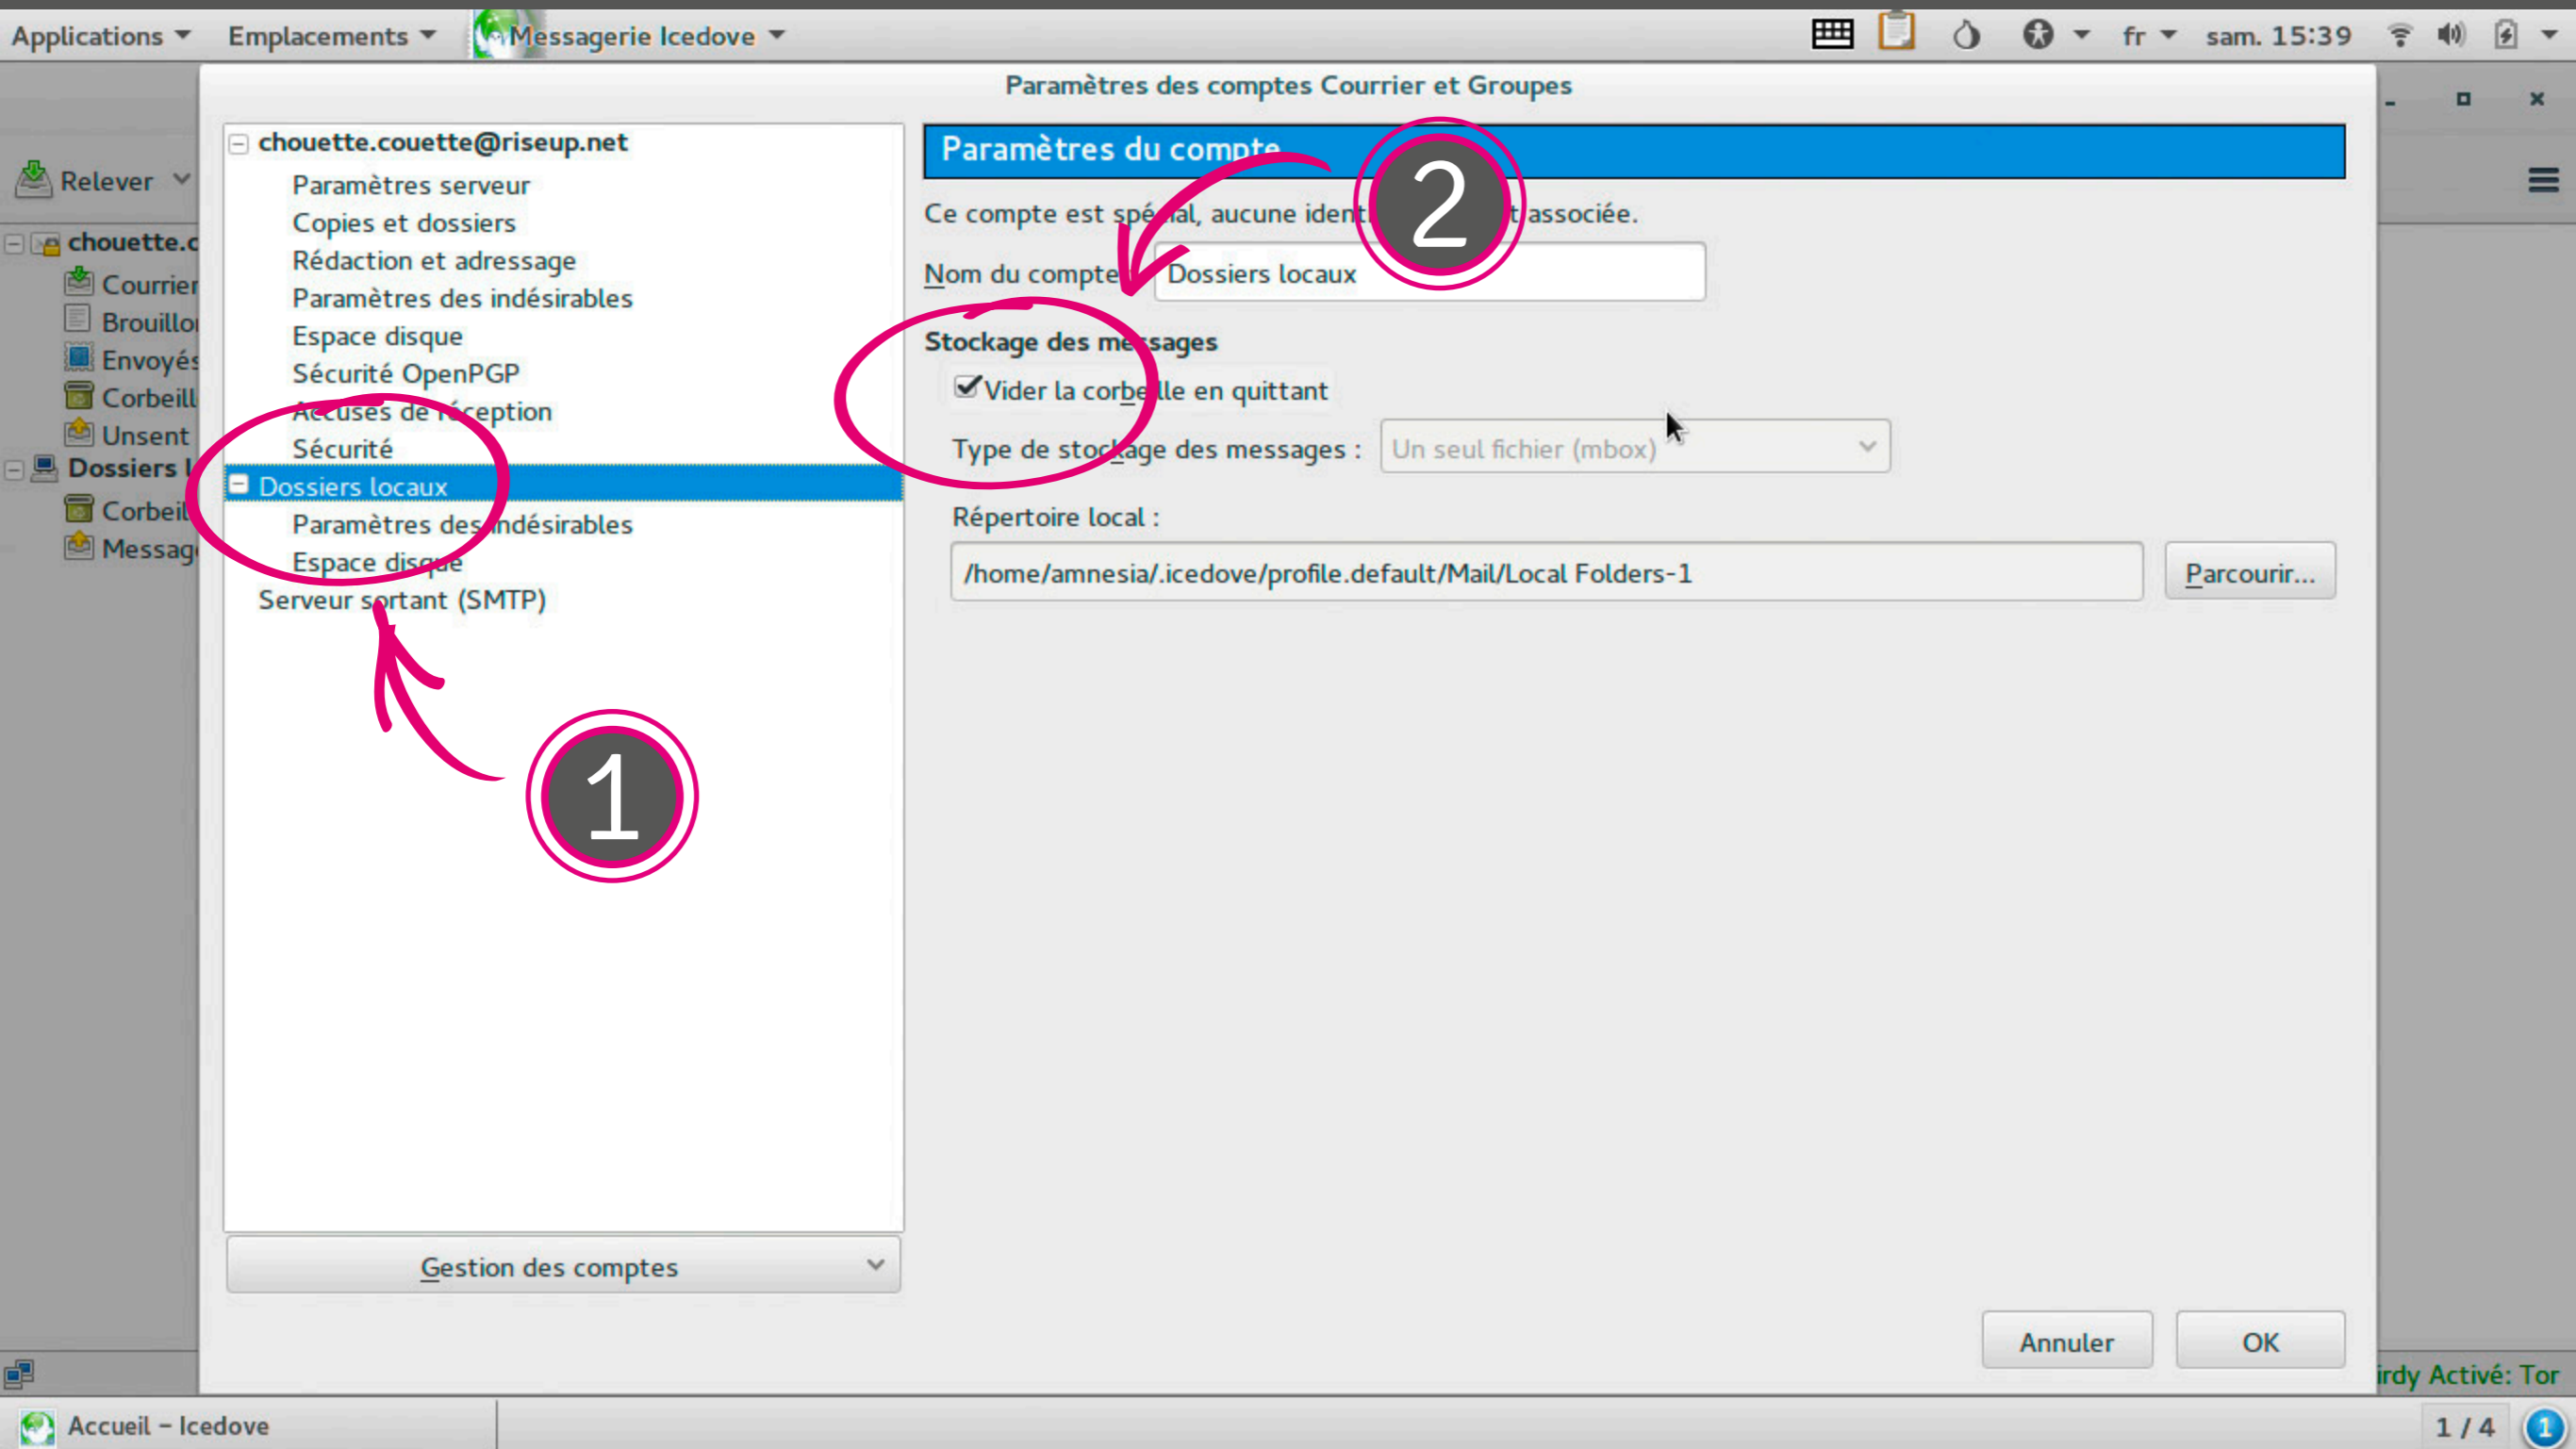 Applications Emplacements Messagerie Icedove fr sam. 15:39
Paramètres des comptes Courrier et Groupes
Relever
chouette.c
Courrier
Brouillo
Envoyés
Corbeill
Unsent
Dossiers l
Corbeil
Message
chouette.couette@riseup.net
Paramètres serveur
Copies et dossiers
Rédaction et adressage
Paramètres des indésirables
Espace disque
Sécurité OpenPGP
Accusés de réception
Sécurité
Dossiers locaux
Paramètres des indésirables
Espace disque
Serveur sortant (SMTP)
1
Gestion des comptes
Paramètres du compte
2
Ce compte est spécial, aucune ident t associée.
Nom du compte Dossiers locaux
Stockage des messages
Vider la corbeille en quittant
Type de stockage des messages : Un seul fichier (mbox)
Répertoire local :
/home/amnesia/.icedove/profile.default/Mail/Local Folders-1 Parcourir...
Annuler OK
irdy Activé: Tor
Accueil – Icedove 1 / 4 1